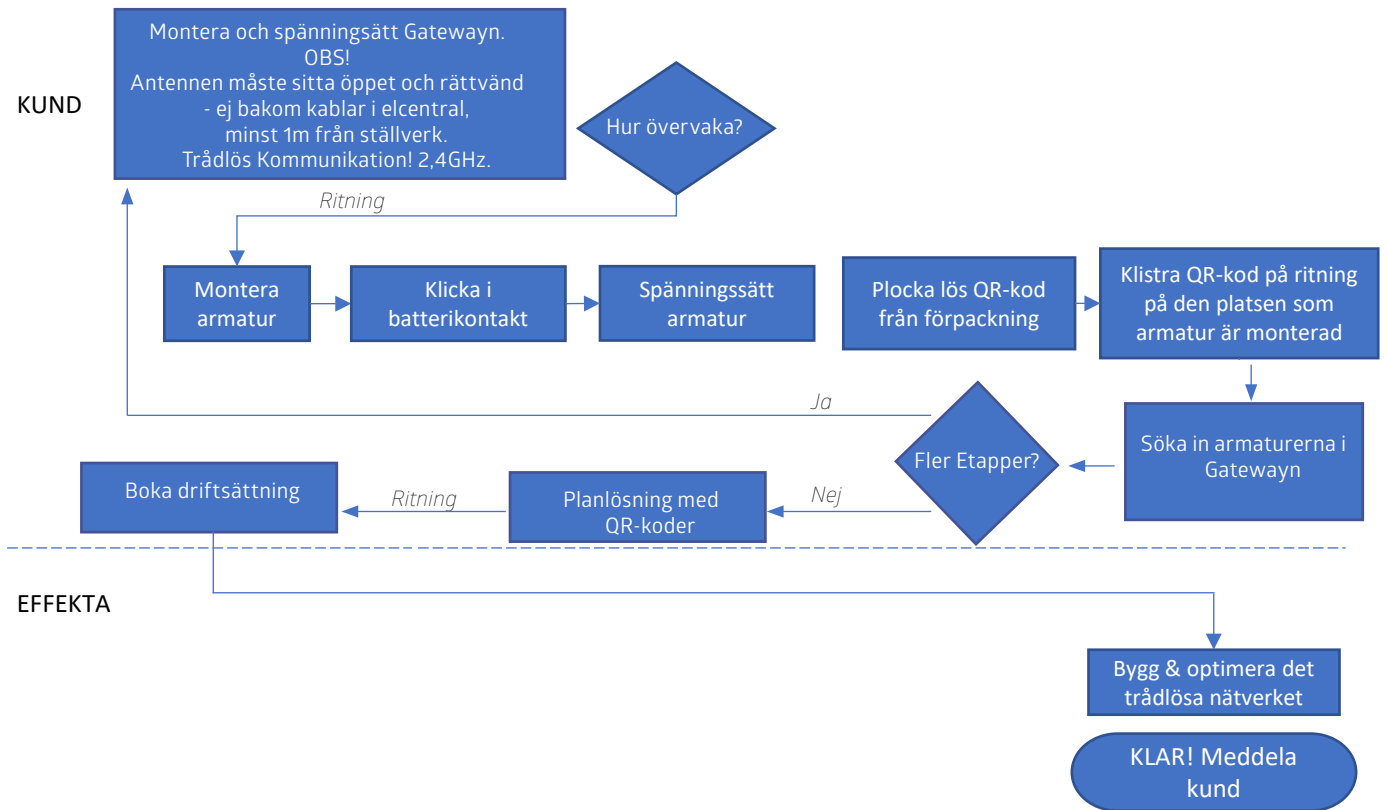 Montera och spänningsätt Gatewayn.
OBS!
Antennen måste sitta öppet och rättvänd
- ej bakom kablar i elcentral,
minst 1m från ställverk.
Trådlös Kommunikation! 2,4GHz.
KUND
Hur övervaka?
Ritning
Montera
armatur
Klicka i
batterikontakt
Spänningssätt
armatur
Plocka lös QR-kod
från förpackning
Klistra QR-kod på ritning
på den platsen som
armatur är monterad
Ja
Söka in armaturerna i
Gatewayn
Fler Etapper?
Nej
Planlösning med
QR-koder
Ritning
Boka driftsättning
EFFEKTA
Bygg & optimera det
trådlösa nätverket
KLAR! Meddela
kund